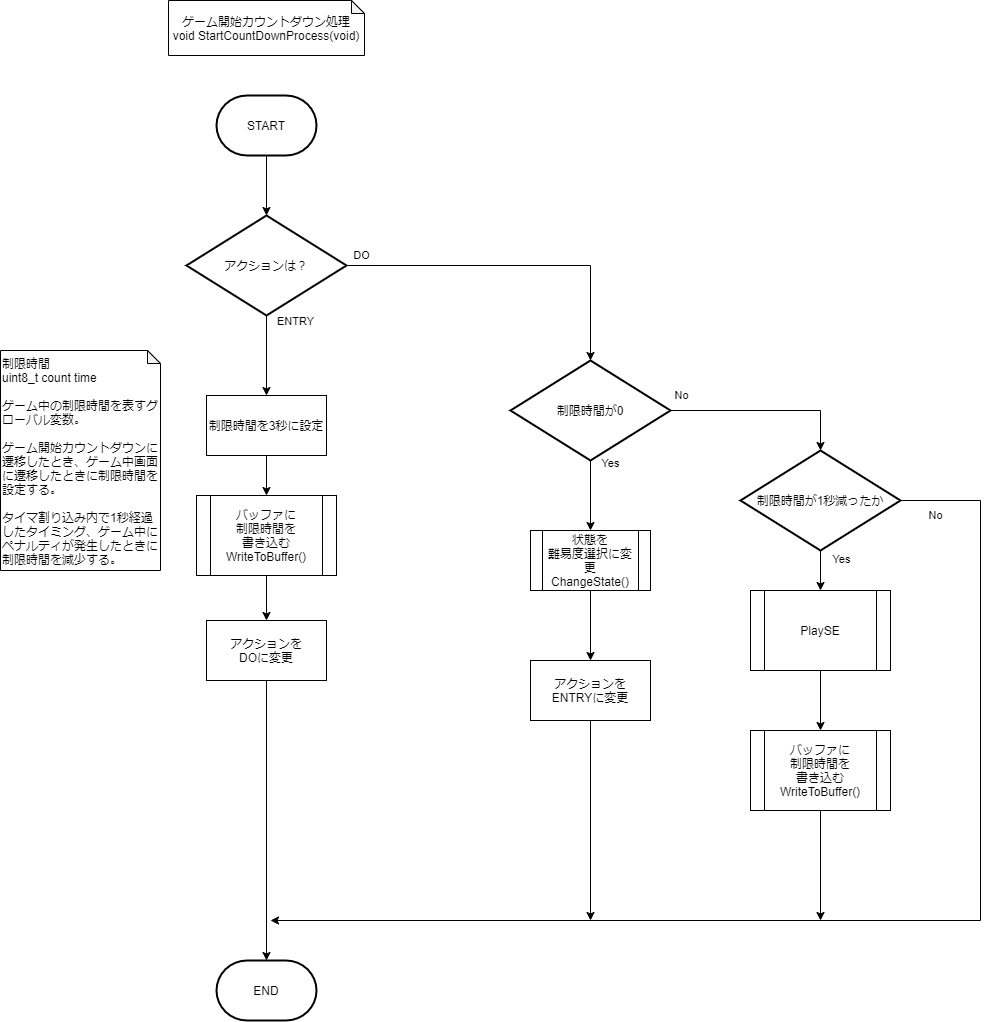 ゲーム開始カウントダウン処理
void StartCountDownProcess(void)
START
アクションは？
DO
ENTRY
制限時間
uint8_t count time
ゲーム中の制限時間を表すグ
ローバル変数。
ゲーム開始カウントダウンに
遷移したとき、ゲーム中画面
に遷移したときに制限時間を
設定する。
タイマ割り込み内で1秒経過
したタイミング、ゲーム中に
ペナルティが発生したときに
制限時間を減少する。
制限時間を3秒に設定
バッファに
制限時間を
書き込む
WriteToBuffer()
アクションを
DOに変更
制限時間が0
No
Yes
状態を
難易度選択に変
更
ChangeState()
アクションを
ENTRYに変更
制限時間が1秒減ったか
No
Yes
PlaySE
バッファに
制限時間を
書き込む
WriteToBuffer()
END